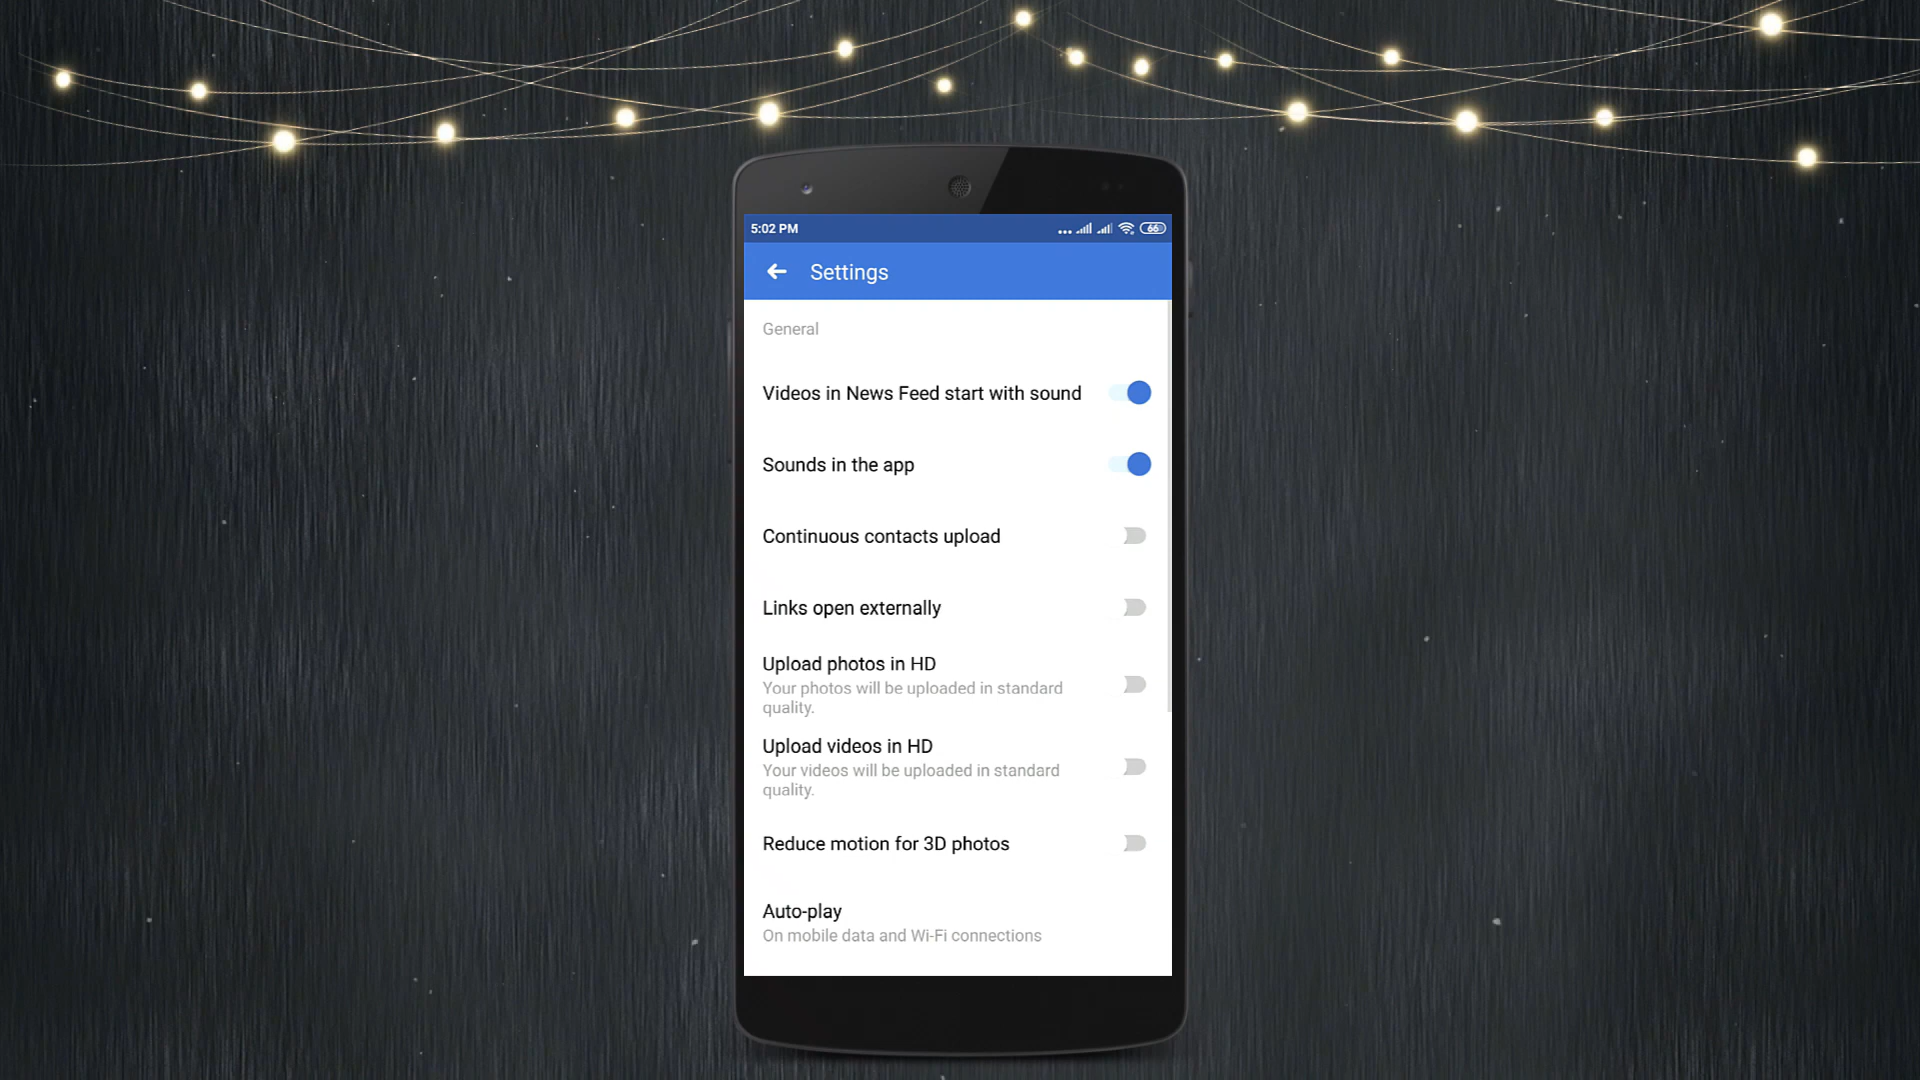 5:02 PM
66
Settings
General
Videos in News Feed start with sound
Sounds in the app
Continuous contacts upload
Links open externally
Upload photos in HD
Your photos will be uploaded in standard
quality.
Upload videos in HD
Your videos will be uploaded in standard
quality.
Reduce motion for 3D photos
Auto-play
On mobile data and Wi-Fi connections